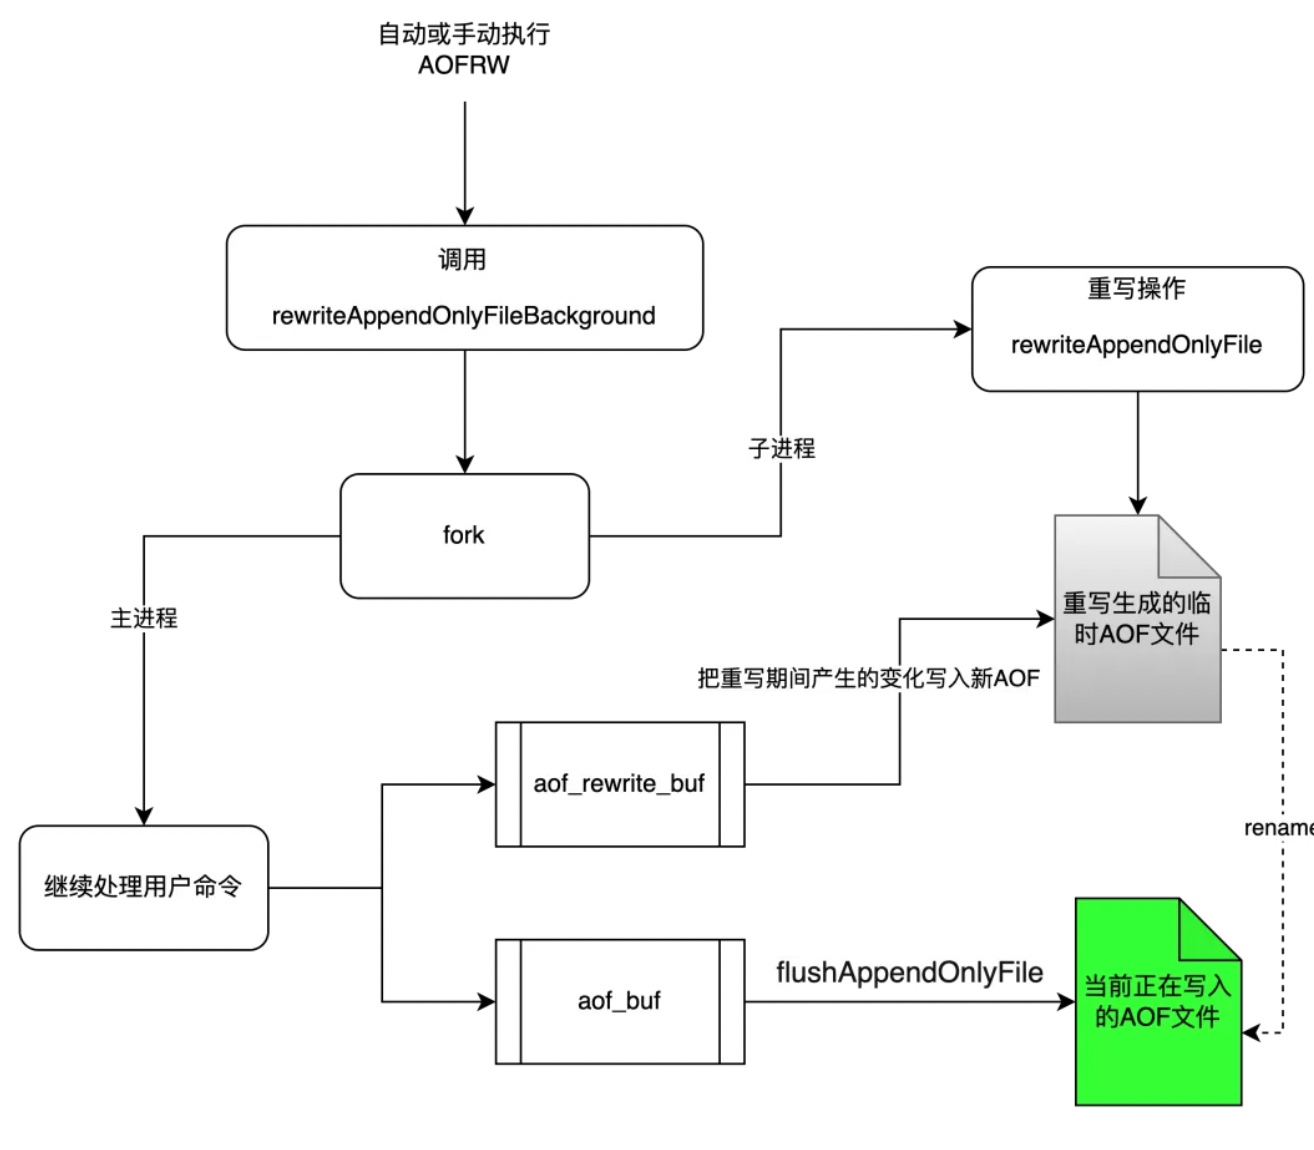 自动或手动执行
AOFRW
调用
rewriteAppendOnlyFileBackground
重写操作
rewriteAppendOnlyFile
子进程
fork
主进程
重写生成的临
时AOF文件
把重写期间产生的变化写入新AOF
aof_rewrite_buf
rename
继续处理用户命令
flushAppendOnlyFile
aof_buf
当前正在写入
的AOF文件